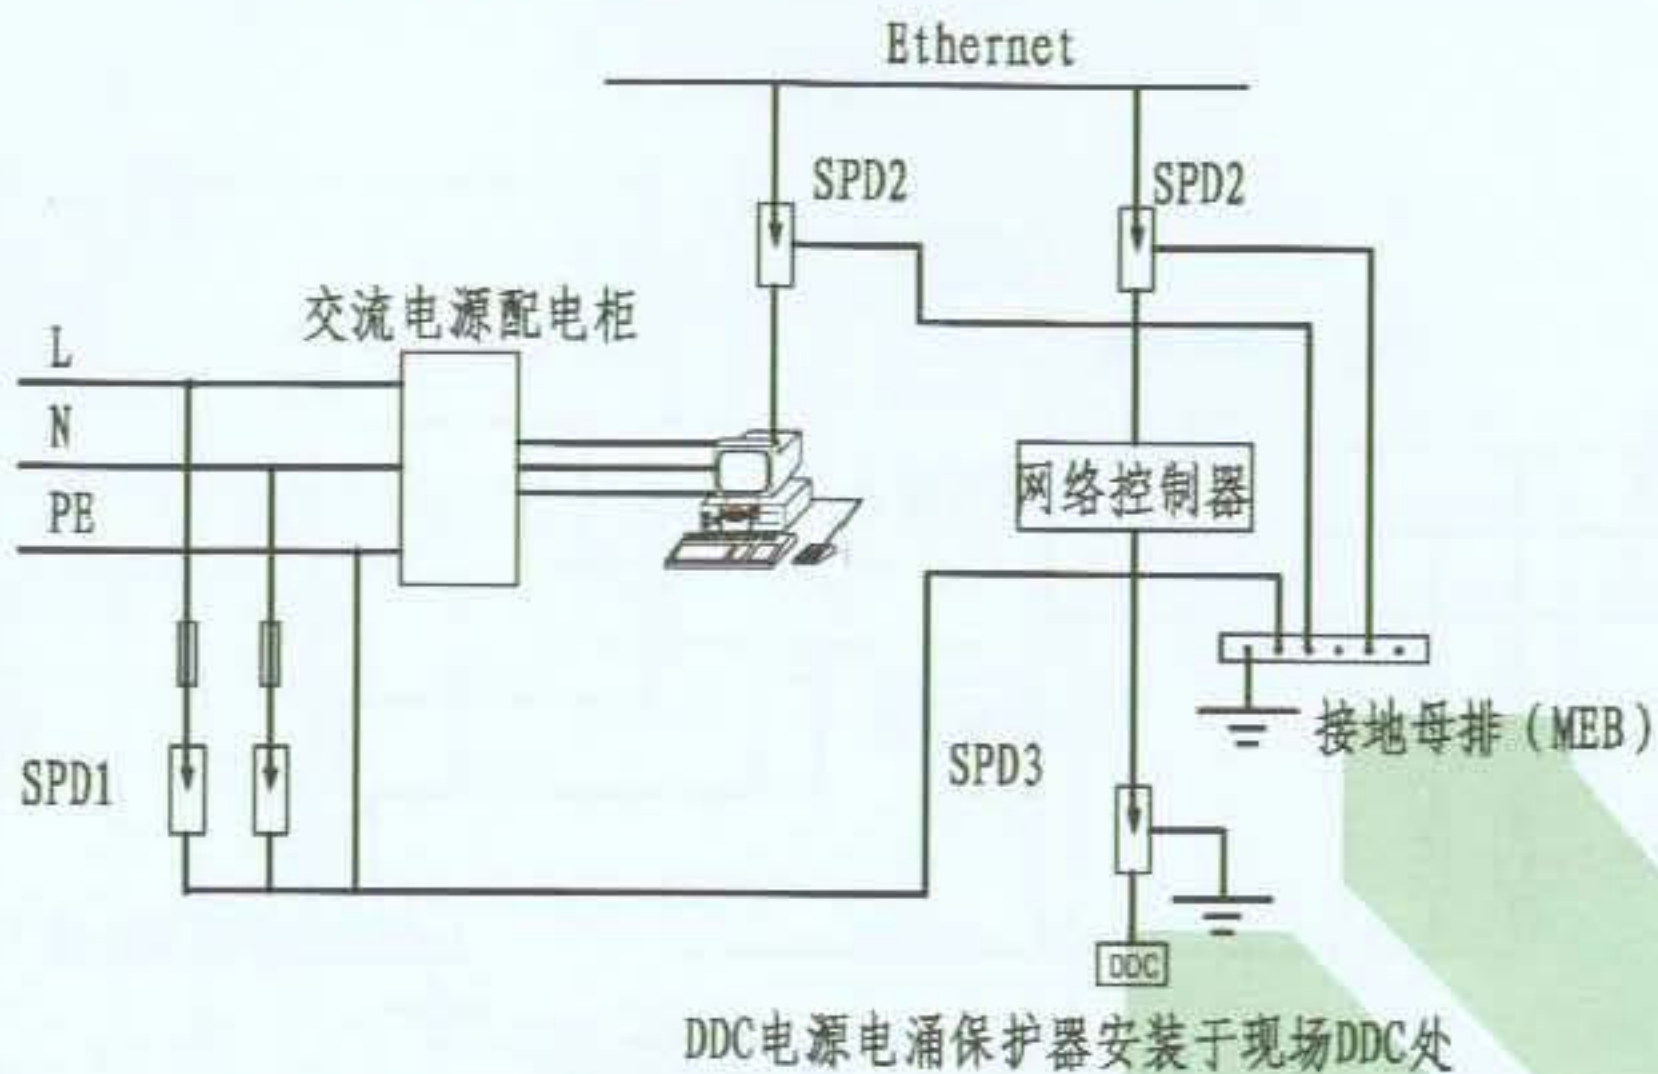 Ethernet
SPD2
SPD2
交流电源配电柜
L
N
PE
网络控制器
接地母排（MEB）
SPD1
SPD3
DDC
DDC电源电涌保护器安装于现场DDC处